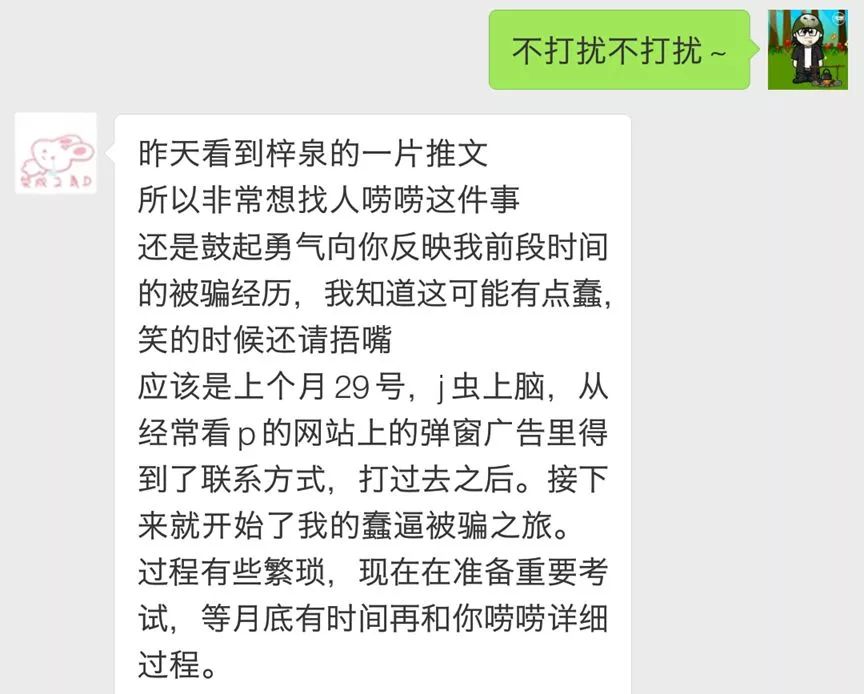 不打扰不打扰～
昨天看到梓泉的一片推文
所以非常想找人唠唠这件事
还是鼓起勇气向你反映我前段时间
的被骗经历，我知道这可能有点蠢，
笑的时候还请捂嘴
应该是上个月29号，j虫上脑，从
经常看p的网站上的弹窗广告里得
到了联系方式，打过去之后。接下
来就开始了我的蠢逼被骗之旅。
过程有些繁琐，现在在准备重要考
试，等月底有时间再和你唠唠详细
过程。